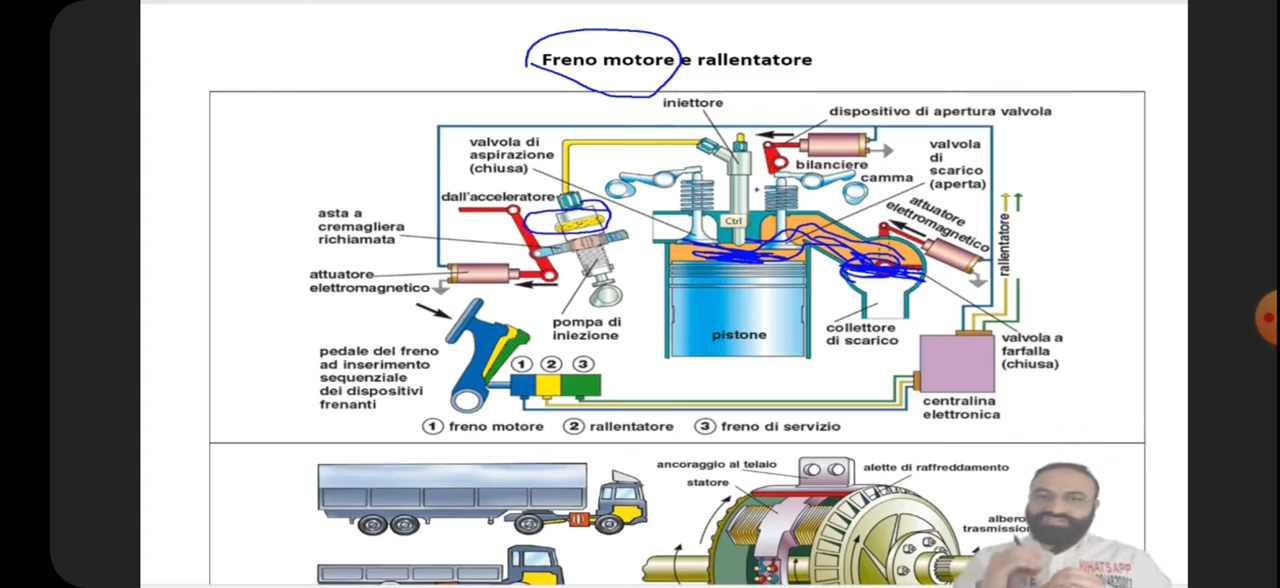 Freno motore e rallentatore
iniettore
dispositivo di apertura valvola
valvola di
aspirazione
(chiusa)
bilanciere
camma
valvola
di
scarico
(aperta)
dall'acceleratore
asta a
cremagliera
richiamata
attuatore
elettromagnetico
Ctrl
attuatore
elettromagnetico
rallentatore
pompa di
iniezione
pistone
collettore
di scarico
valvola a
farfalla
(chiusa)
pedale del freno
ad inserimento
sequenziale
dei dispositivi
frenanti
1 2 3
centralina
elettronica
1 freno motore 2 rallentatore 3 freno di servizio
ancoraggio al telaio
alette di raffreddamento
statore
albero
trasmission
WHATSAPP